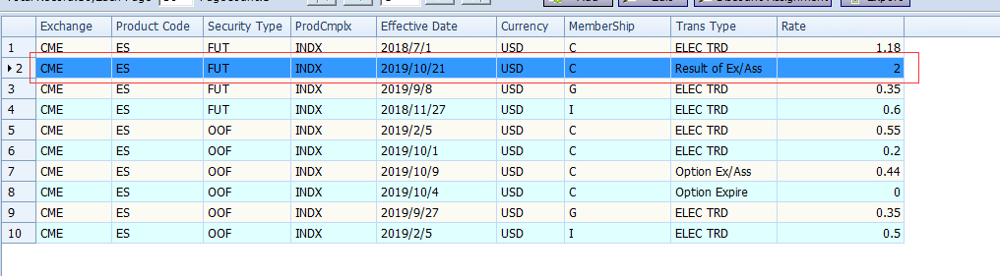 Exchange Product Code Security Type ProdCmplx Effective Date Currency MemberShip Trans Type Rate
1 CME ES FUT INDX 2018/7/1 USD C ELEC TRD 1.18
2 CME ES FUT INDX 2019/10/21 USD C Result of Ex/Ass 2
3 CME ES FUT INDX 2019/9/8 USD G ELEC TRD 0.35
4 CME ES FUT INDX 2018/11/27 USD I ELEC TRD 0.6
5 CME ES OOF INDX 2019/2/5 USD C ELEC TRD 0.55
6 CME ES OOF INDX 2019/10/1 USD C ELEC TRD 0.2
7 CME ES OOF INDX 2019/10/9 USD C Option Ex/Ass 0.44
8 CME ES OOF INDX 2019/10/4 USD C Option Expire 0
9 CME ES OOF INDX 2019/9/27 USD G ELEC TRD 0.35
10 CME ES OOF INDX 2019/2/5 USD I ELEC TRD 0.5